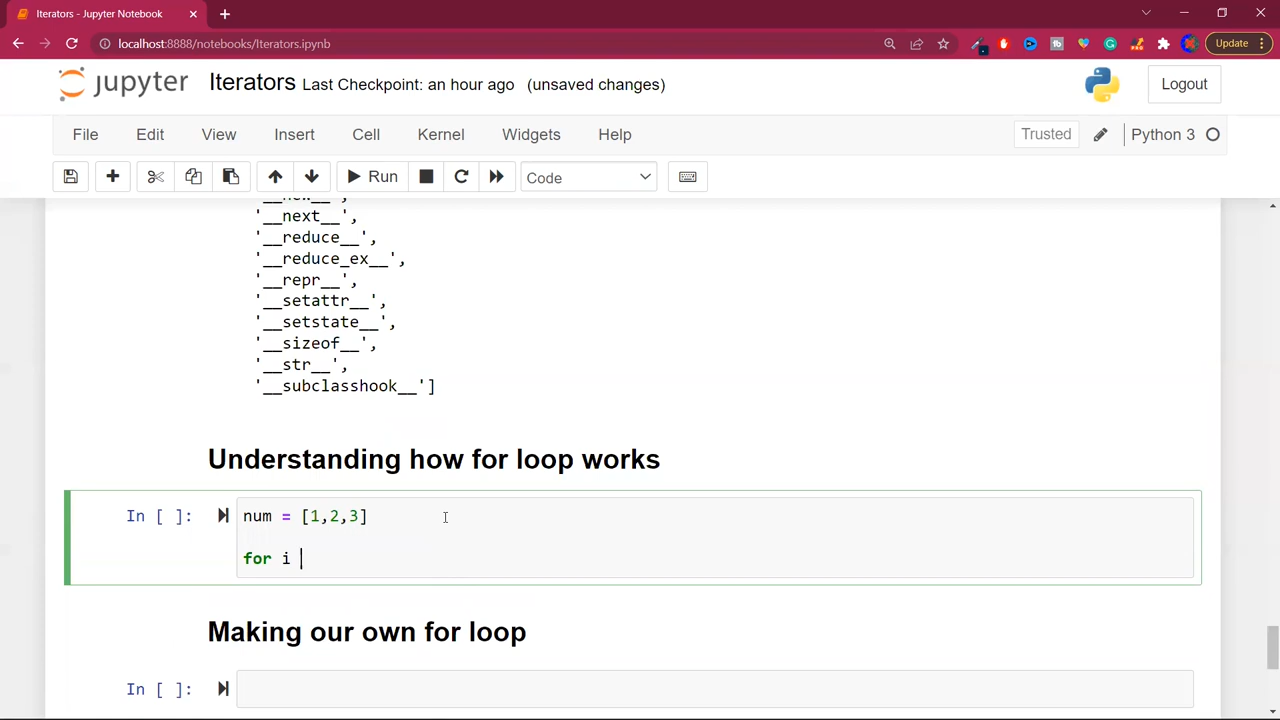 Iterators - Jupyter Notebook
localhost:8888/notebooks/Iterators.ipynb
Update
jupyter Iterators Last Checkpoint: an hour ago (unsaved changes)
Logout
File Edit View Insert Cell Kernel Widgets Help
Trusted Python 3
Run Code
'__new__',
'__next__',
'__reduce__',
'__reduce_ex__',
'__repr__',
'__setattr__',
'__setstate__',
'__sizeof__',
'__str__',
'__subclasshook__']
Understanding how for loop works
In [ ]: num = [1,2,3]
for i
Making our own for loop
In [ ]: